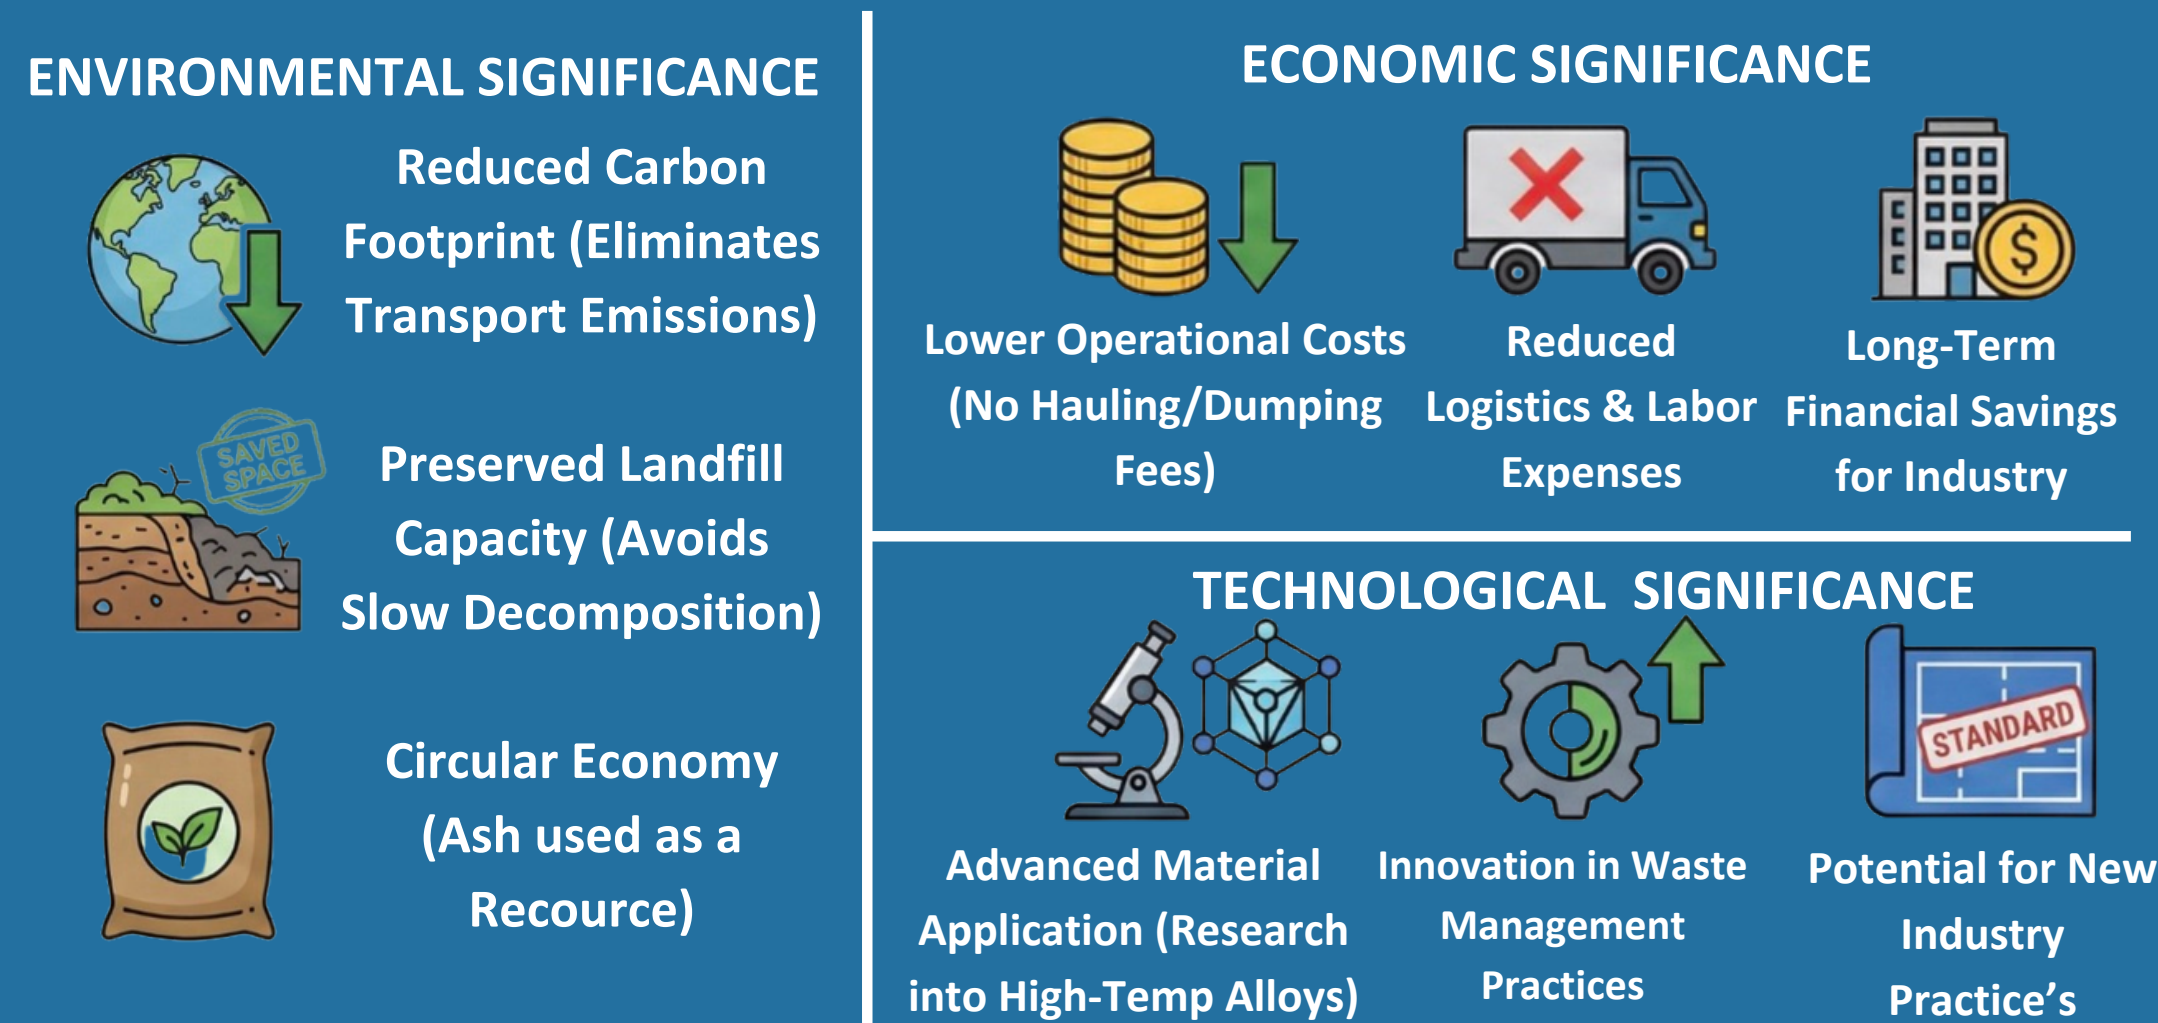 ENVIRONMENTAL SIGNIFICANCE
Reduced Carbon
Footprint (Eliminates
Transport Emissions)
SAVED
SPACE
Preserved Landfill
Capacity (Avoids
Slow Decomposition)
Circular Economy
(Ash used as a
Recource)
ECONOMIC SIGNIFICANCE
Lower Operational Costs
(No Hauling/Dumping
Fees)
Reduced
Logistics & Labor
Expenses
$
Long-Term
Financial Savings
for Industry
TECHNOLOGICAL SIGNIFICANCE
Advanced Material
Application (Research
into High-Temp Alloys)
Innovation in Waste
Management
Practices
STANDARD
Potential for New
Industry
Practice’s